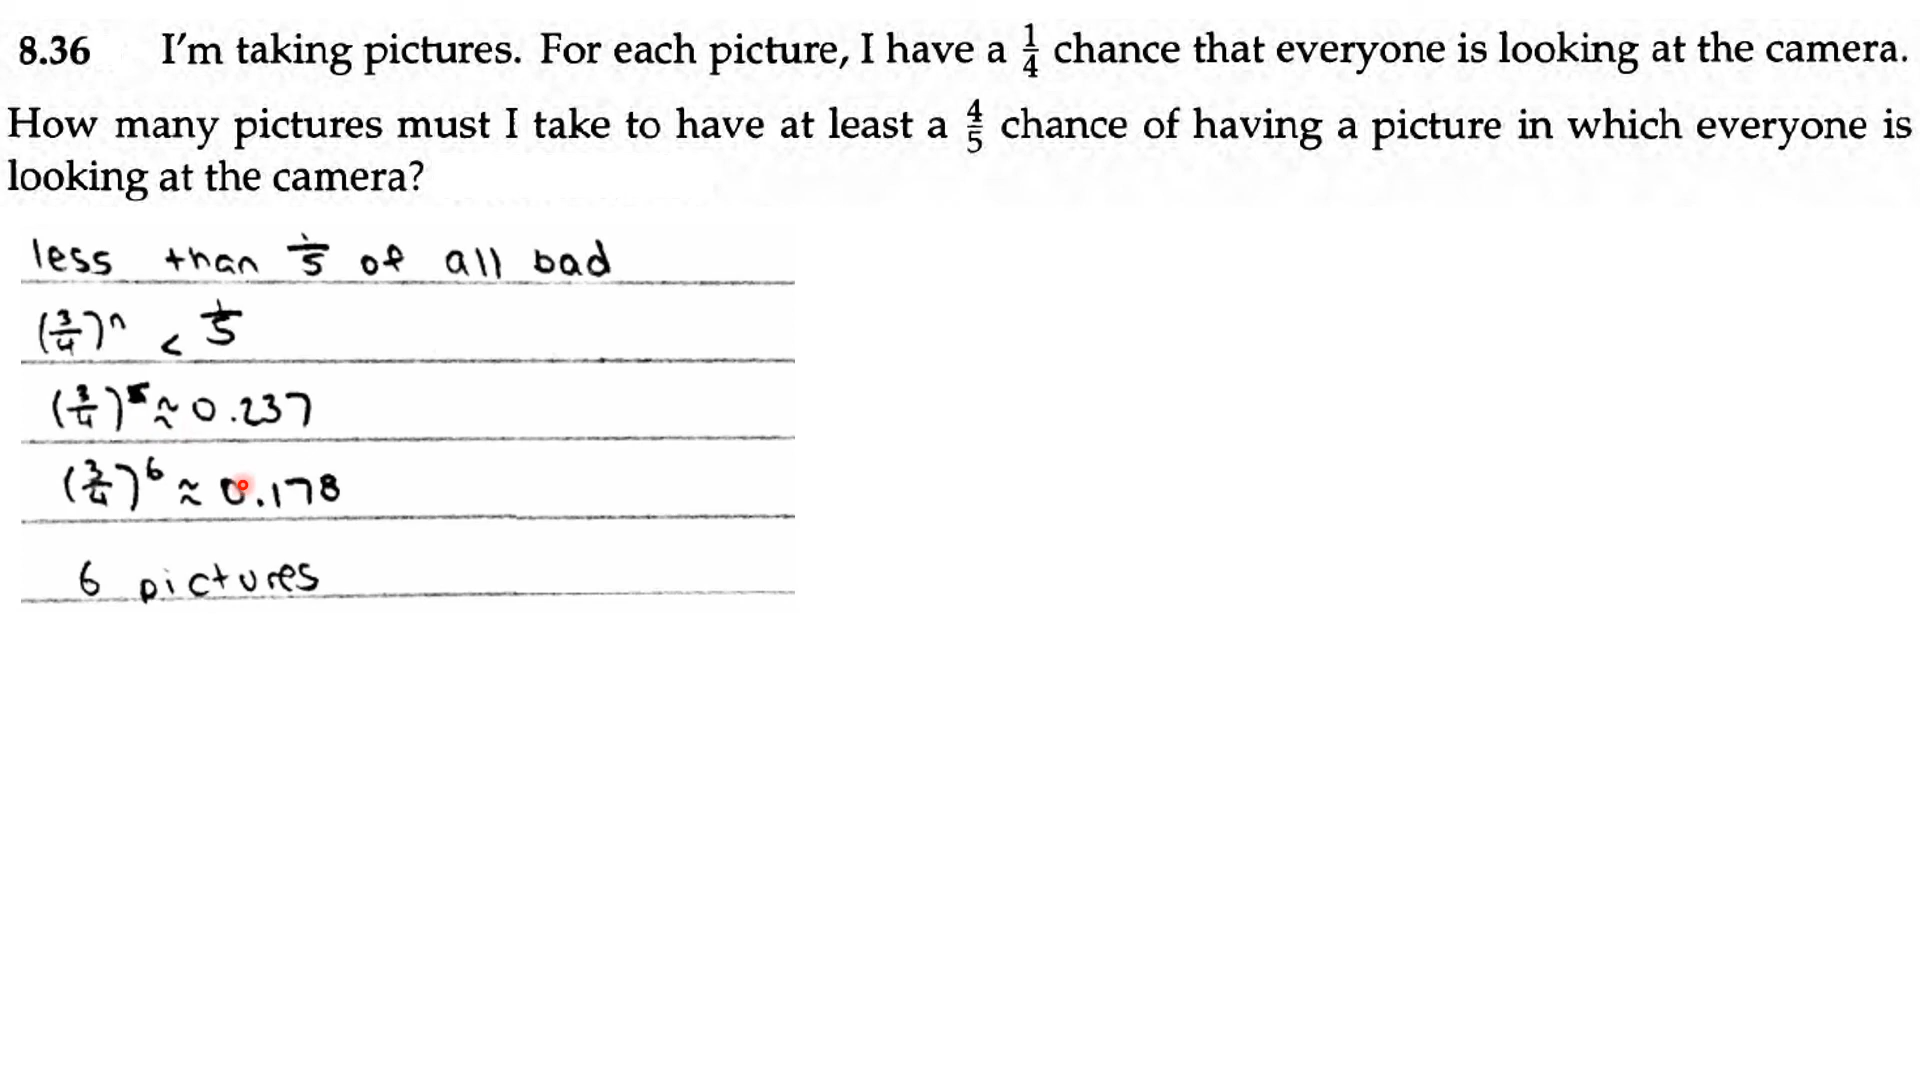 8.36 I'm taking pictures. For each picture, I have a 1/4 chance that everyone is looking at the camera.
How many pictures must I take to have at least a 4/5 chance of having a picture in which everyone is
looking at the camera?
less than 1/5 of all bad
(3/4)^n < 1/5
(3/4)^5 ≈ 0.237
(3/4)^6 ≈ 0.178
6 pictures